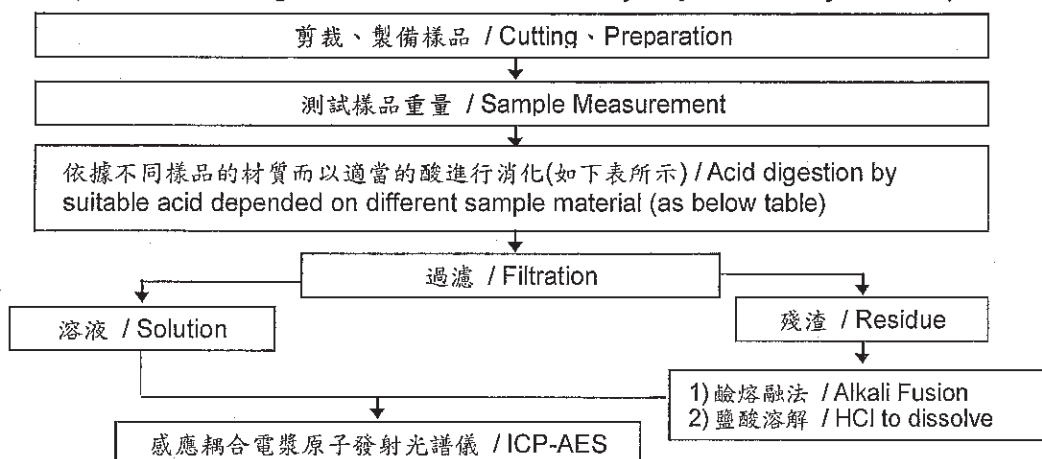 剪裁、製備樣品 / Cutting、Preparation
測試樣品重量 / Sample Measurement
依據不同樣品的材質而以適當的酸進行消化(如下表所示) / Acid digestion by
suitable acid depended on different sample material (as below table)
過濾 / Filtration
溶液 / Solution
殘渣 / Residue
1) 鹼熔融法 / Alkali Fusion
2) 鹽酸溶解 / HCl to dissolve
感應耦合電漿原子發射光譜儀 / ICP-AES